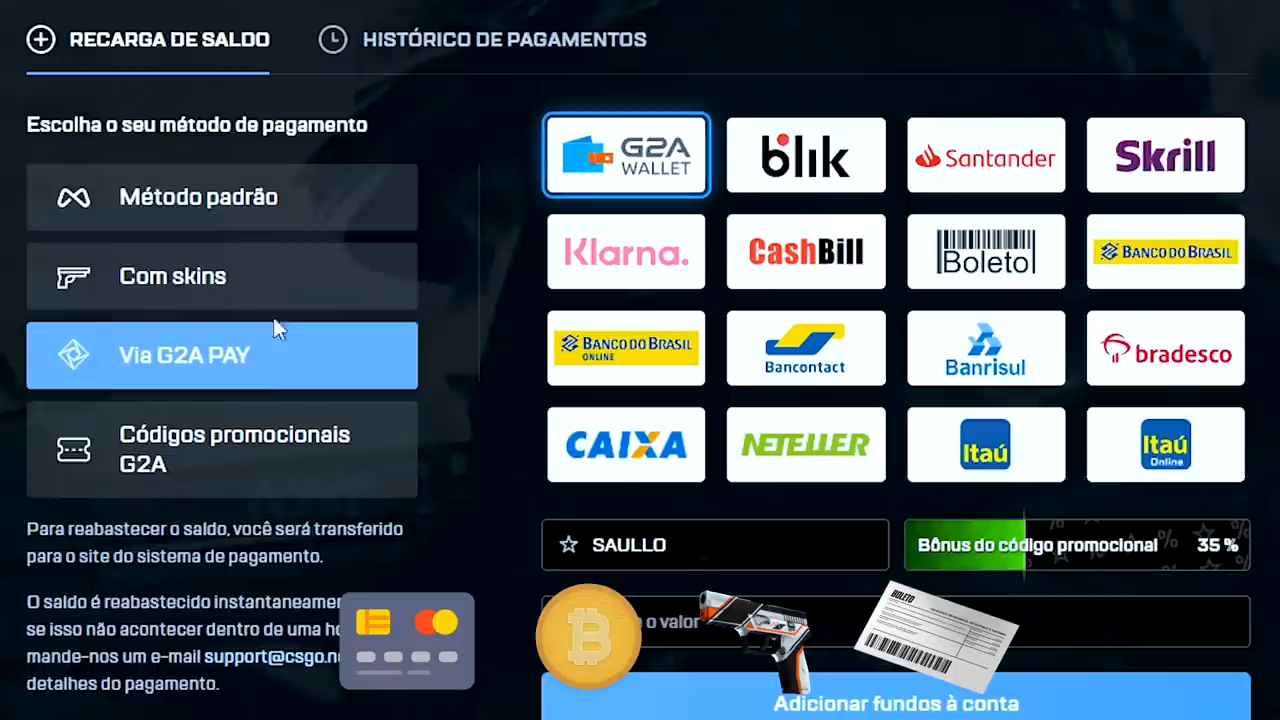 RECARGA DE SALDO
HISTÓRICO DE PAGAMENTOS
Escolha o seu método de pagamento
Método padrão
Com skins
Via G2A PAY
Códigos promocionais
G2A
Para reabastecer o saldo, você será transferido
para o site do sistema de pagamento.
O saldo é reabastecido instantaneamen
se isso não acontecer dentro de uma ho
mande-nos um e-mail support@csgo.ne
detalhes do pagamento.
G2A
WALLET
blik
Santander
Skrill
Klarna.
CashBill
Boleto
BANCO DO BRASIL
BANCO DO BRASIL
ONLINE
Bancontact
Banrisul
bradesco
CAIXA
NETELLER
Itaú
Itaú
Online
SAULLO
Bônus do código promocional
35 %
o valor
BOLETO
Adicionar fundos à conta